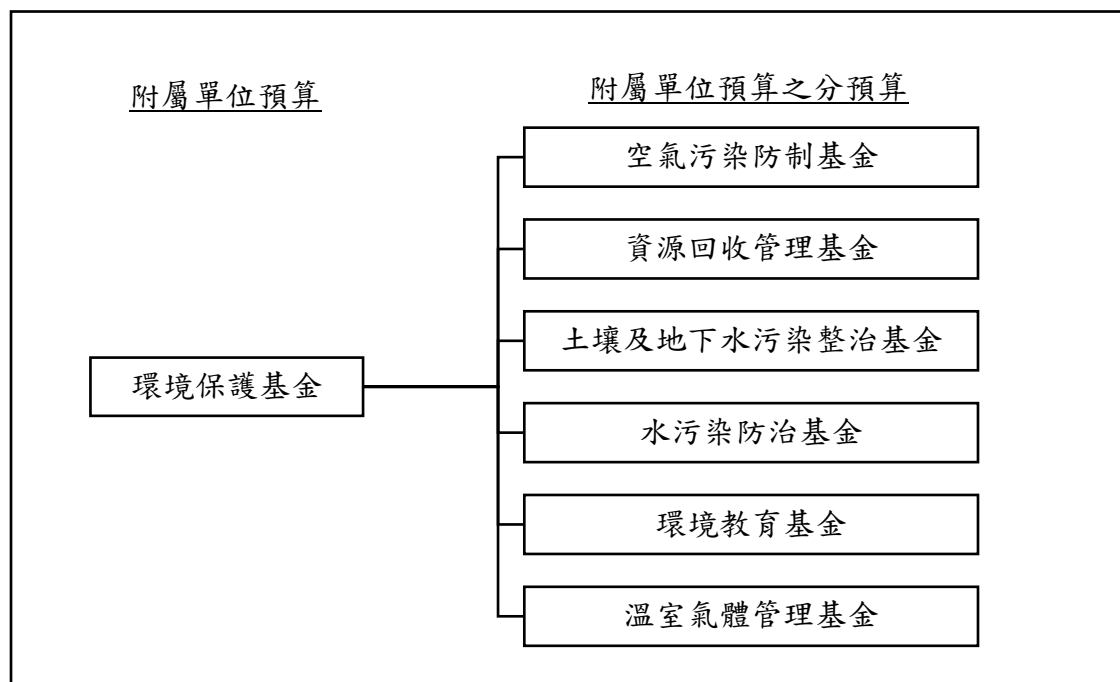 附屬單位預算
附屬單位預算之分預算
空氣污染防制基金
資源回收管理基金
土壤及地下水污染整治基金
環境保護基金
水污染防治基金
環境教育基金
溫室氣體管理基金